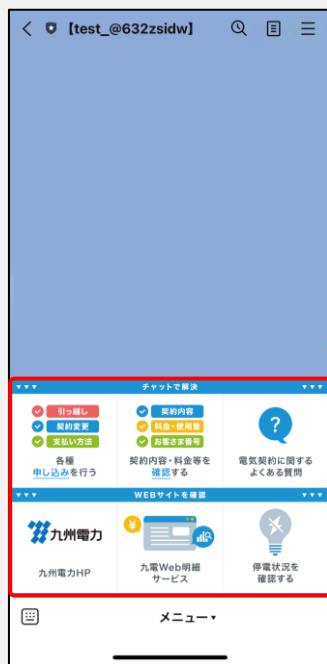 【test_@632zsidw】
チャットで解決
引っ越し
契約変更
支払い方法
各種
申し込みを行う
契約内容
料金・使用量
お客さま番号
契約内容・料金等を
確認する
?
電気契約に関する
よくある質問
WEBサイトを確認
九州電力
九州電力HP
¥
九電Web明細
サービス
停電状況を
確認する
メニュー▾